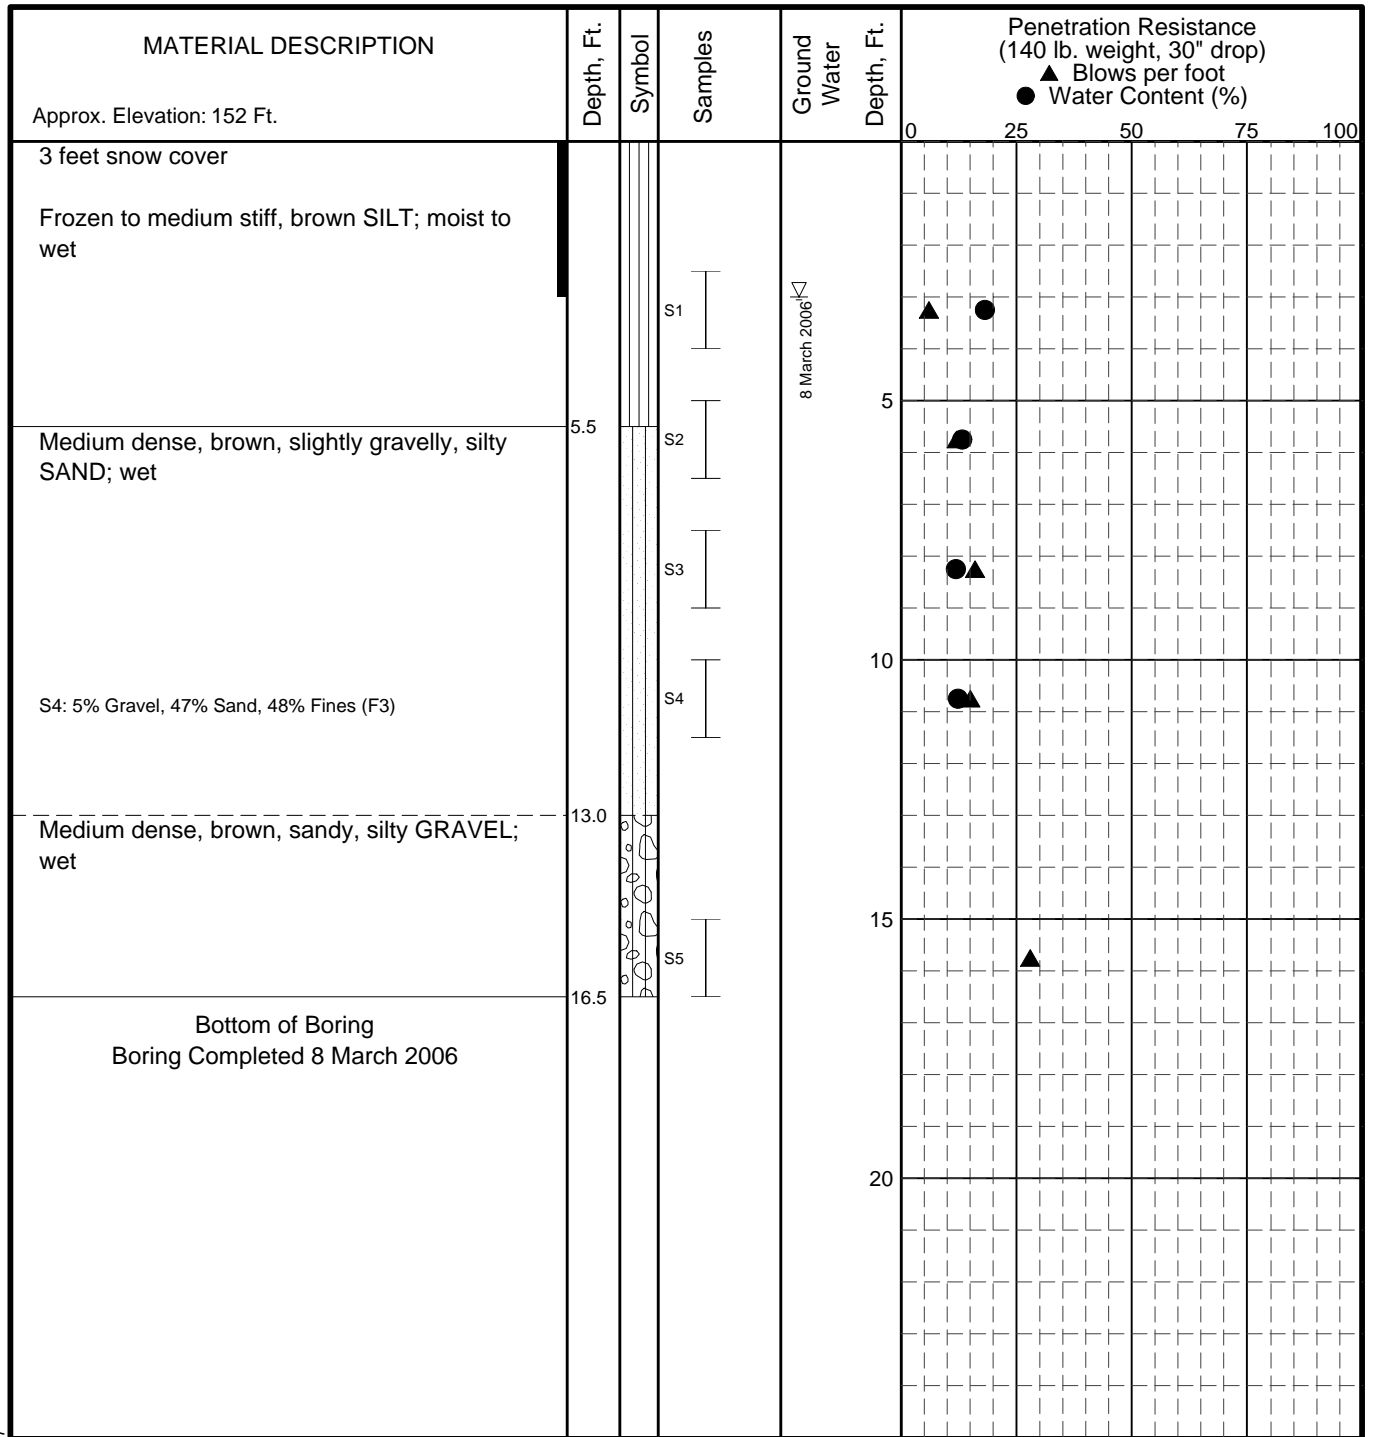 MATERIAL DESCRIPTION
Approx. Elevation: 152 Ft.
Depth, Ft.
Symbol
Samples
Ground
Water
Depth, Ft.
Penetration Resistance
(140 lb. weight, 30" drop)
▲ Blows per foot
● Water Content (%)
0 25 50 75 100
3 feet snow cover
Frozen to medium stiff, brown SILT; moist to
wet
S1
8 March 2006
5
5.5
Medium dense, brown, slightly gravelly, silty
SAND; wet
S2
S3
10
S4: 5% Gravel, 47% Sand, 48% Fines (F3)
S4
13.0
Medium dense, brown, sandy, silty GRAVEL;
wet
15
S5
16.5
Bottom of Boring
Boring Completed 8 March 2006
20